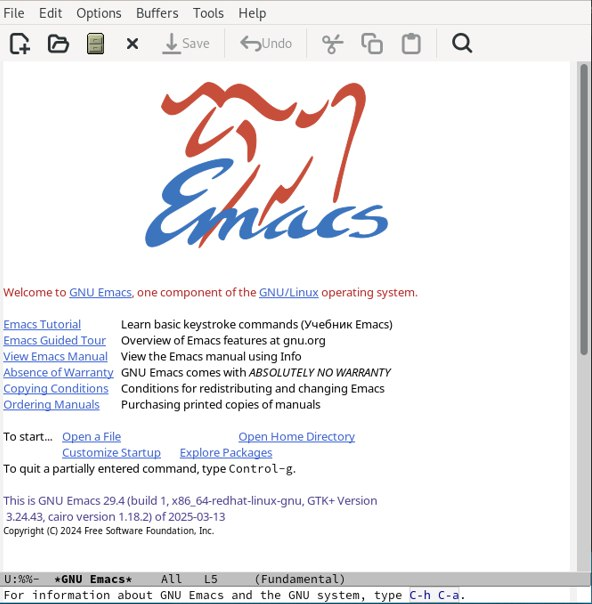 File Edit Options Buffers Tools Help
Save Undo
Emacs
Welcome to GNU Emacs, one component of the GNU/Linux operating system.
Emacs Tutorial Learn basic keystroke commands (Учебник Emacs)
Emacs Guided Tour Overview of Emacs features at gnu.org
View Emacs Manual View the Emacs manual using Info
Absence of Warranty GNU Emacs comes with ABSOLUTELY NO WARRANTY
Copying Conditions Conditions for redistributing and changing Emacs
Ordering Manuals Purchasing printed copies of manuals
To start... Open a File Open Home Directory
Customize Startup Explore Packages
To quit a partially entered command, type Control-g.
This is GNU Emacs 29.4 (build 1, x86_64-redhat-linux-gnu, GTK+ Version
3.24.43, cairo version 1.18.2) of 2025-03-13
Copyright (C) 2024 Free Software Foundation, Inc.
U:%%- *GNU Emacs* All L5 (Fundamental)
For information about GNU Emacs and the GNU system, type C-h C-a.